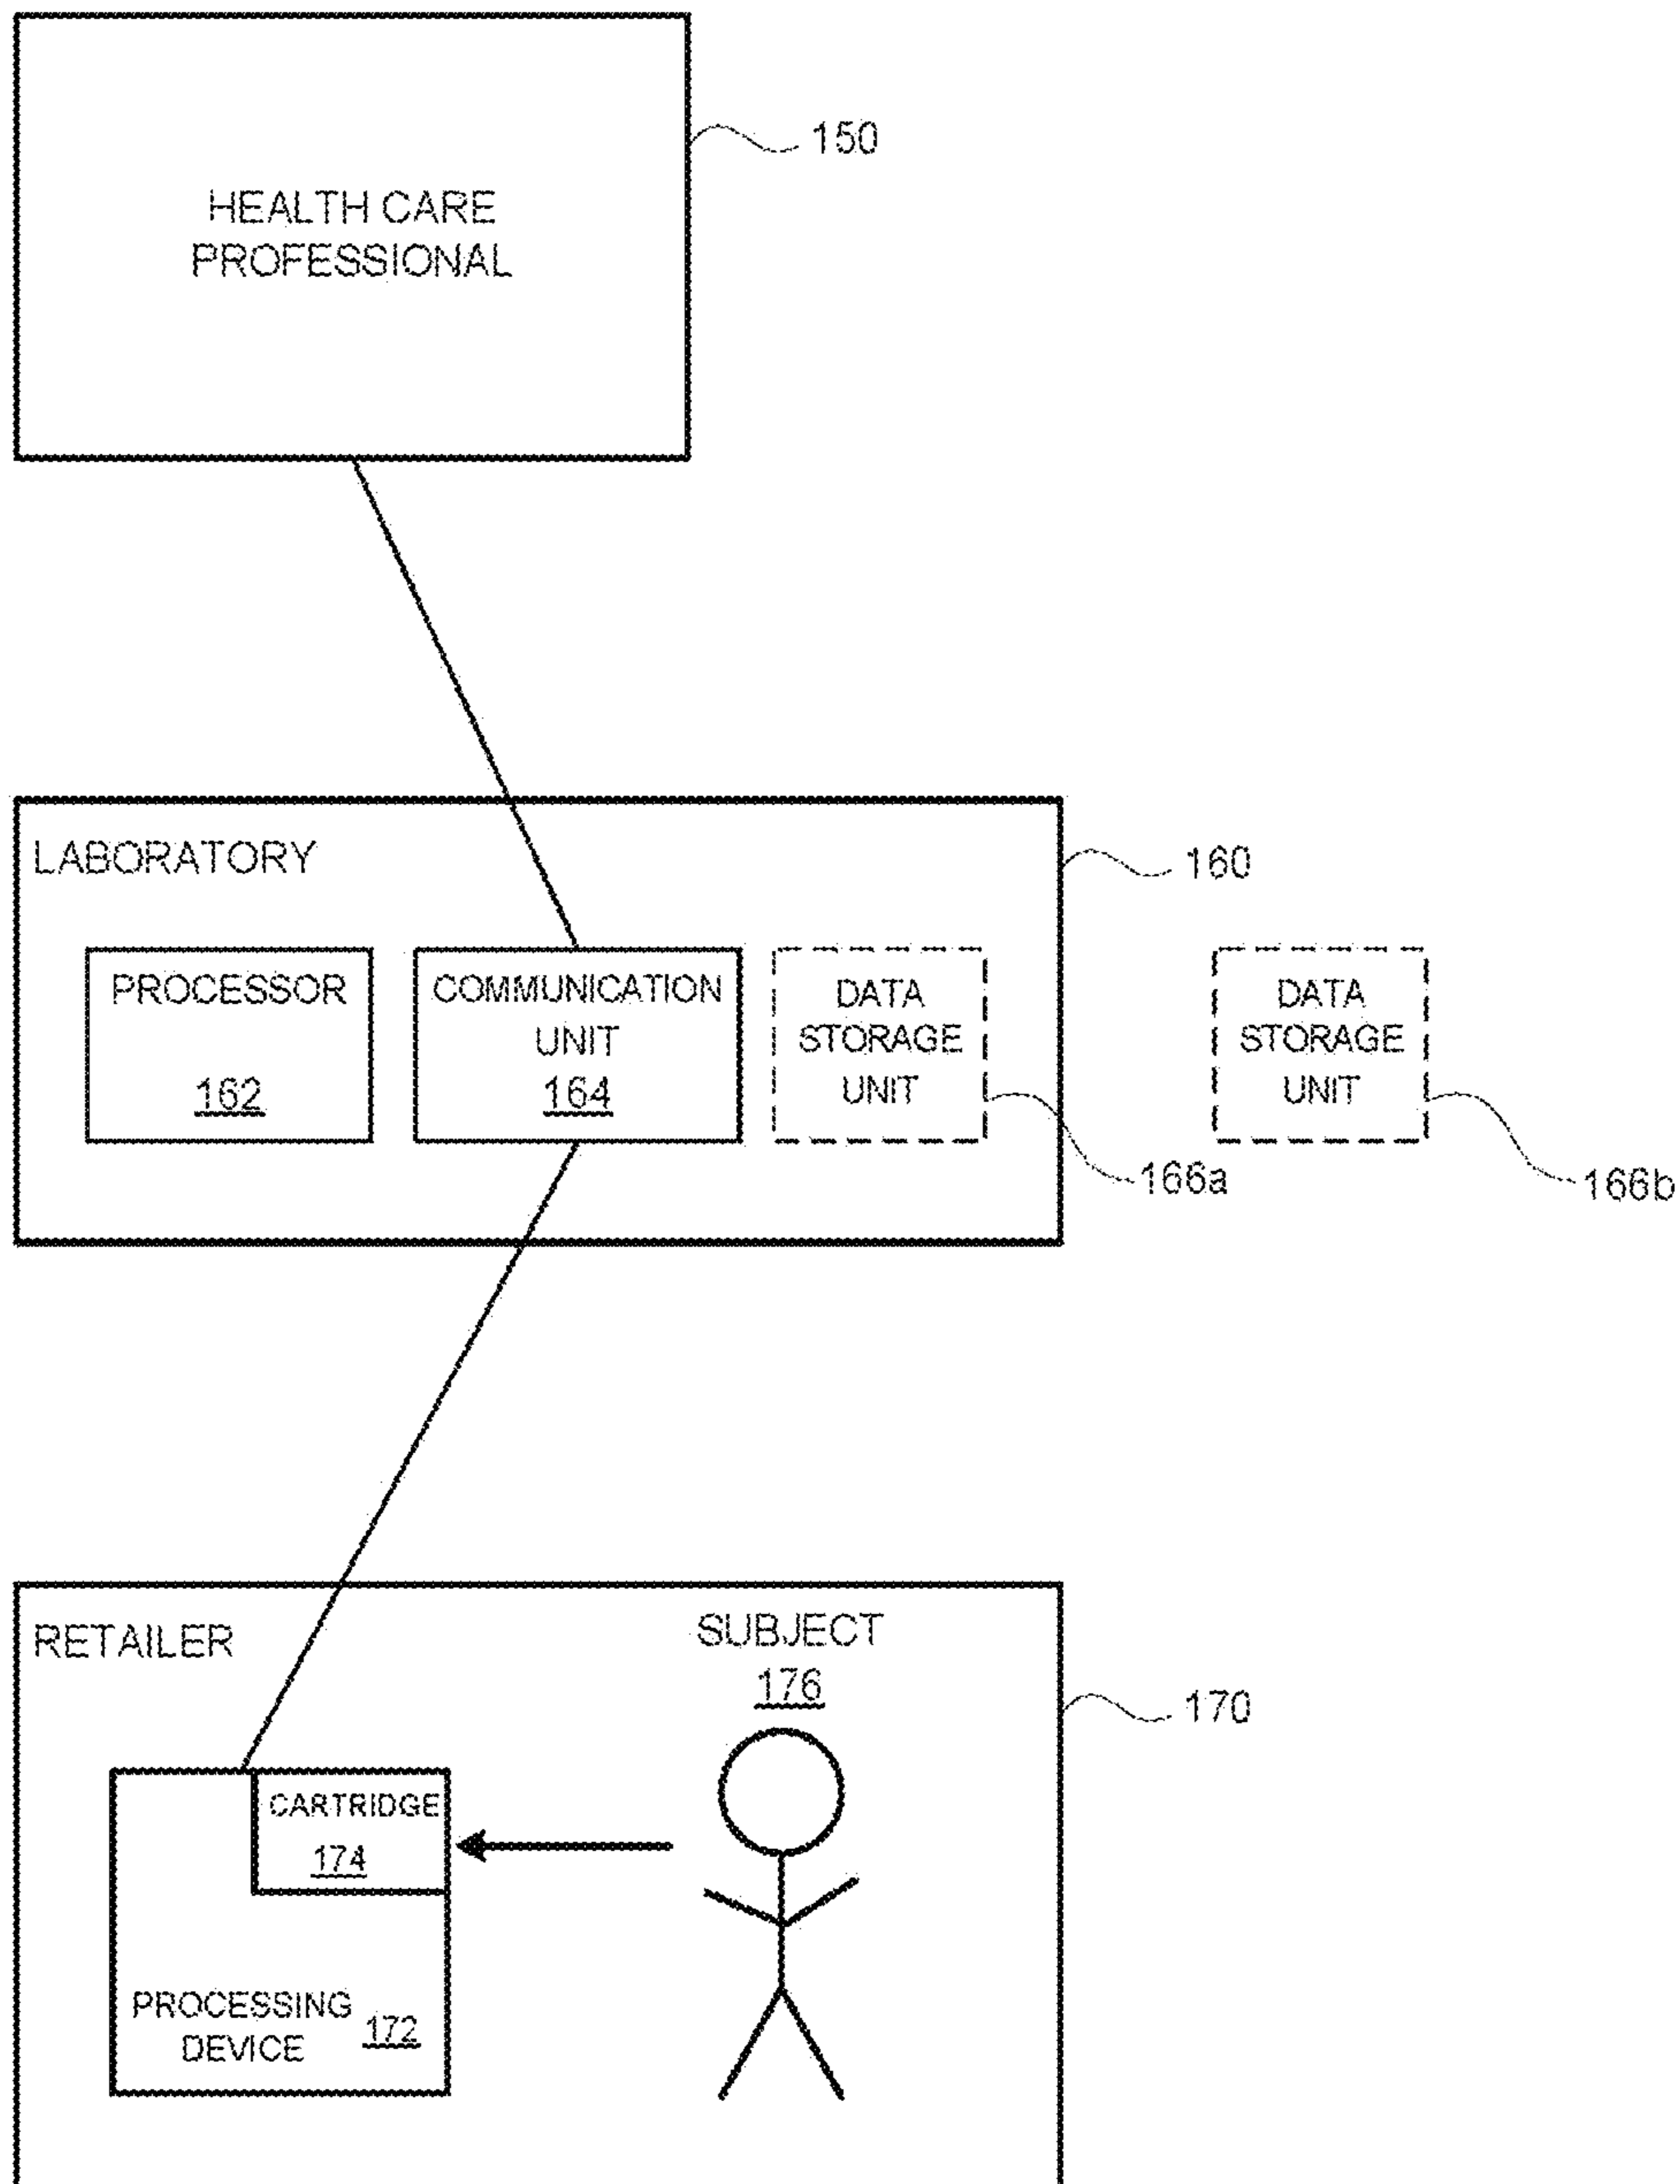 150
HEALTH CARE
PROFESSIONAL
LABORATORY
160
PROCESSOR
162
COMMUNICATION
UNIT
164
DATA
STORAGE
UNIT
166a
DATA
STORAGE
UNIT
166b
RETAILER
SUBJECT
176
170
CARTRIDGE
174
PROCESSING
DEVICE
172